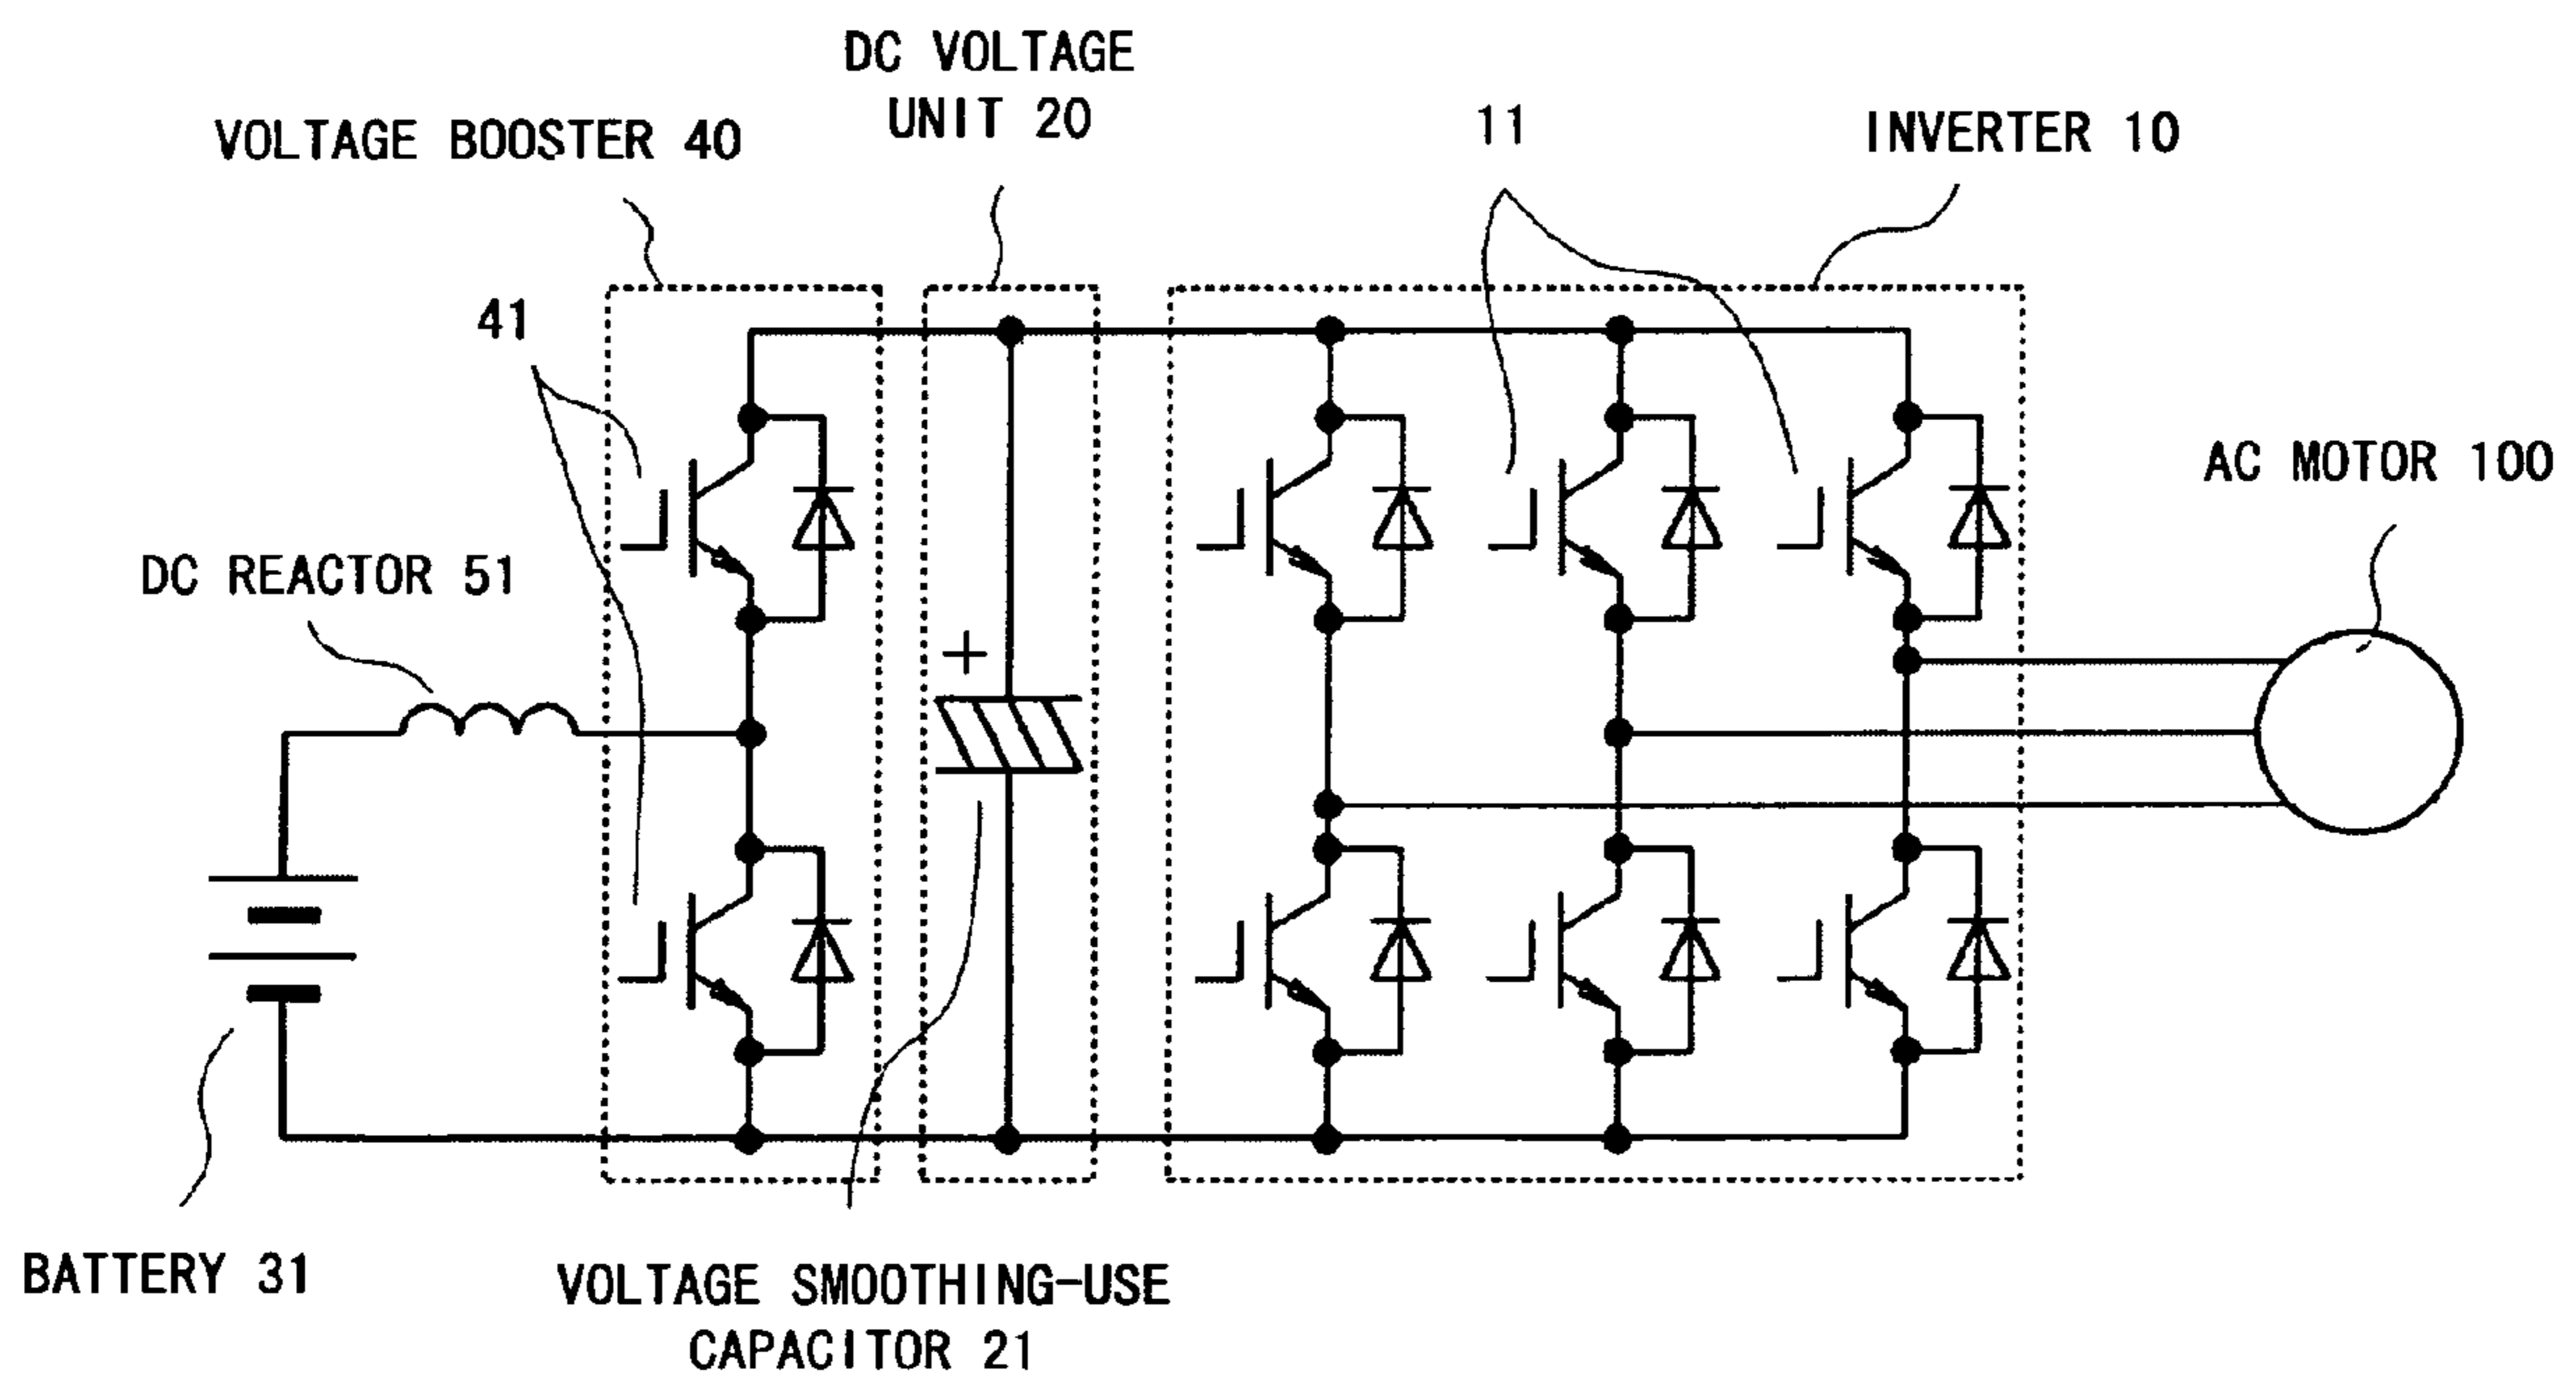 DC VOLTAGE
UNIT 20
VOLTAGE BOOSTER 40
11
INVERTER 10
41
AC MOTOR 100
DC REACTOR 51
+
BATTERY 31
VOLTAGE SMOOTHING-USE
CAPACITOR 21